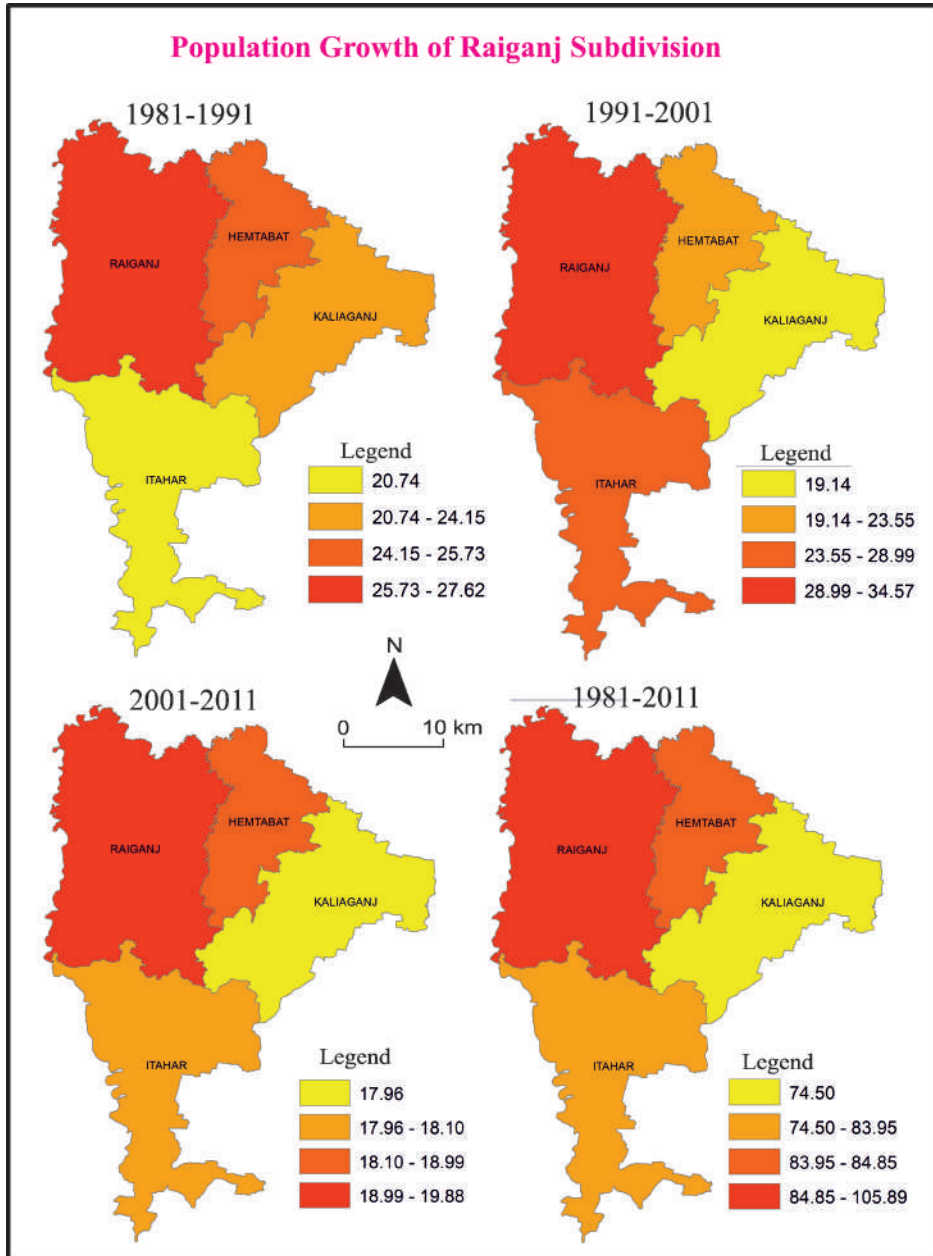 Population Growth of Raiganj Subdivision
1981-1991
RAIGANJ
HEMTABAT
KALIAGANJ
ITAHAR
Legend
20.74
20.74 - 24.15
24.15 - 25.73
25.73 - 27.62
1991-2001
RAIGANJ
HEMTABAT
KALIAGANJ
ITAHAR
Legend
19.14
19.14 - 23.55
23.55 - 28.99
28.99 - 34.57
N
0 10 km
2001-2011
RAIGANJ
HEMTABAT
KALIAGANJ
ITAHAR
Legend
17.96
17.96 - 18.10
18.10 - 18.99
18.99 - 19.88
1981-2011
RAIGANJ
HEMTABAT
KALIAGANJ
ITAHAR
Legend
74.50
74.50 - 83.95
83.95 - 84.85
84.85 - 105.89